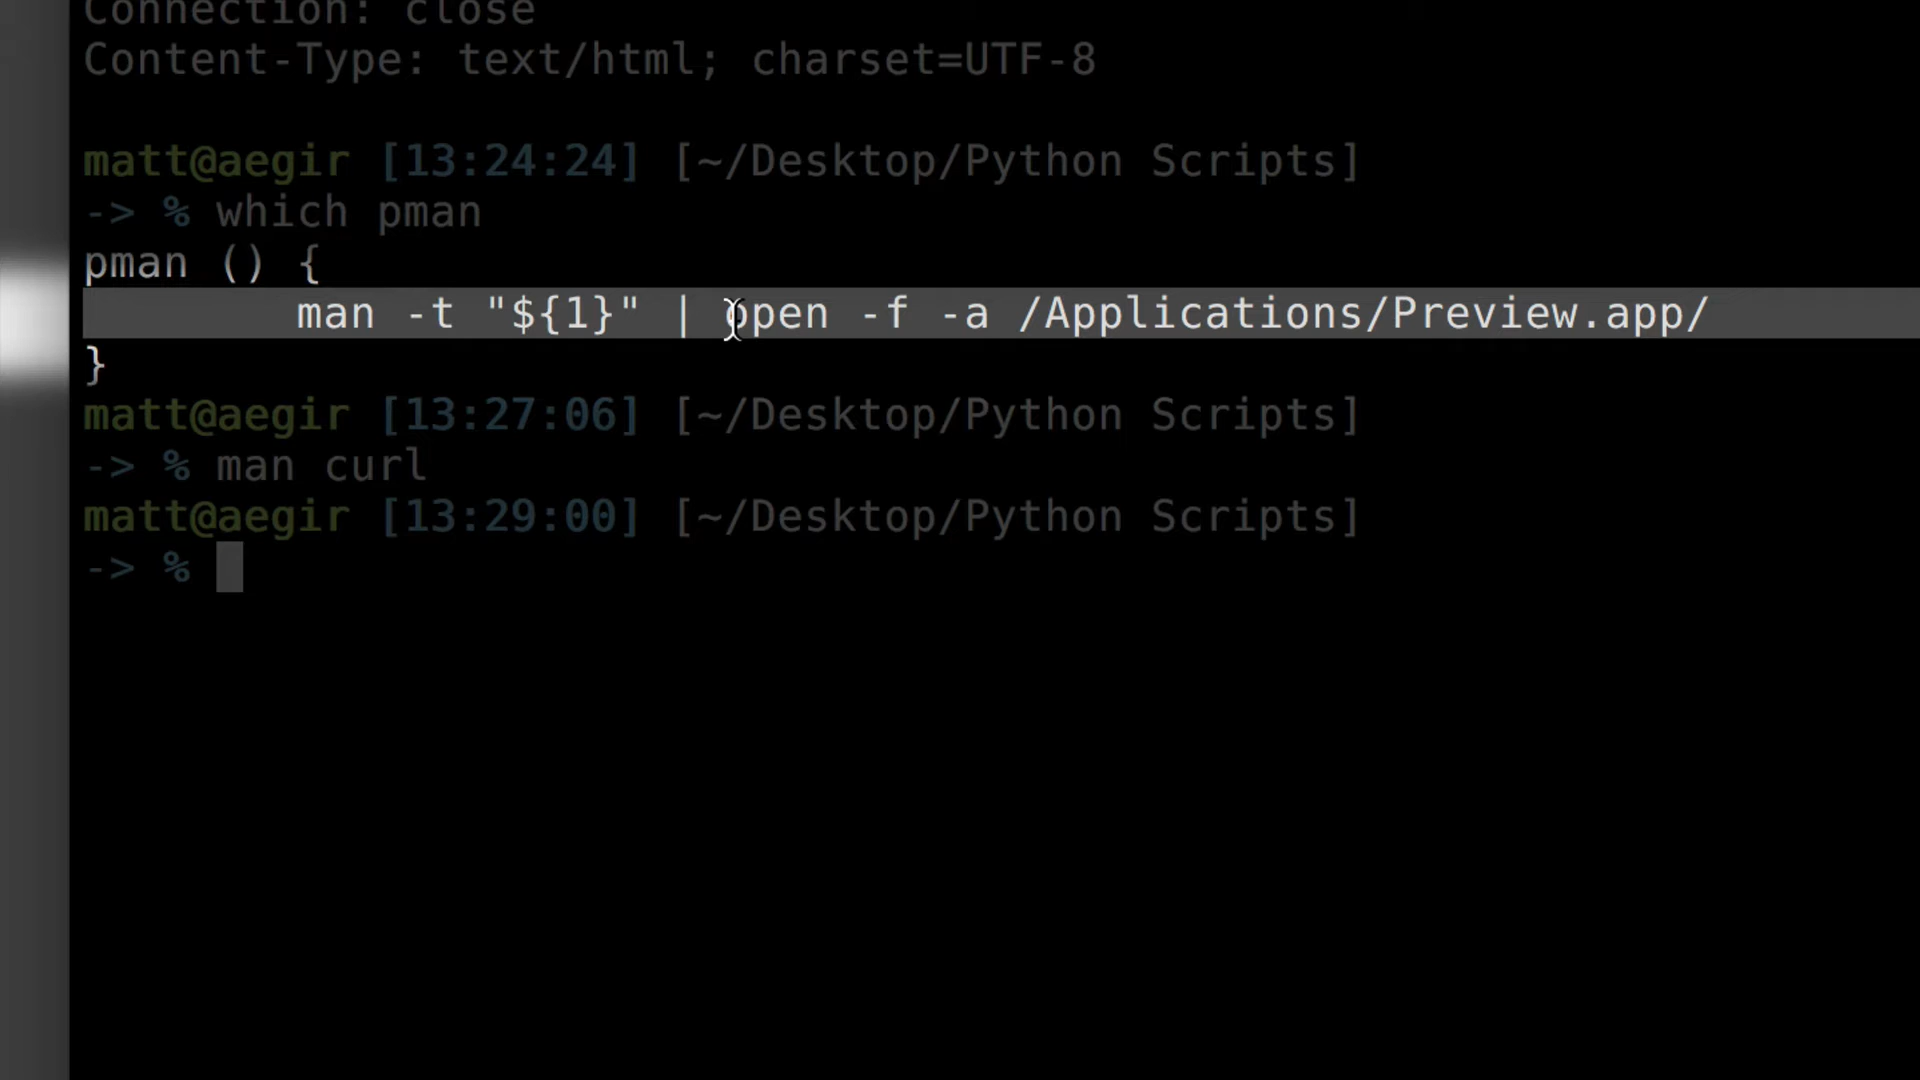 Connection: close
Content-Type: text/html; charset=UTF-8
matt@aegir [13:24:24] [~/Desktop/Python Scripts]
-> % which pman
pman () {
        man -t "${1}" | open -f -a /Applications/Preview.app/
}
matt@aegir [13:27:06] [~/Desktop/Python Scripts]
-> % man curl
matt@aegir [13:29:00] [~/Desktop/Python Scripts]
-> %